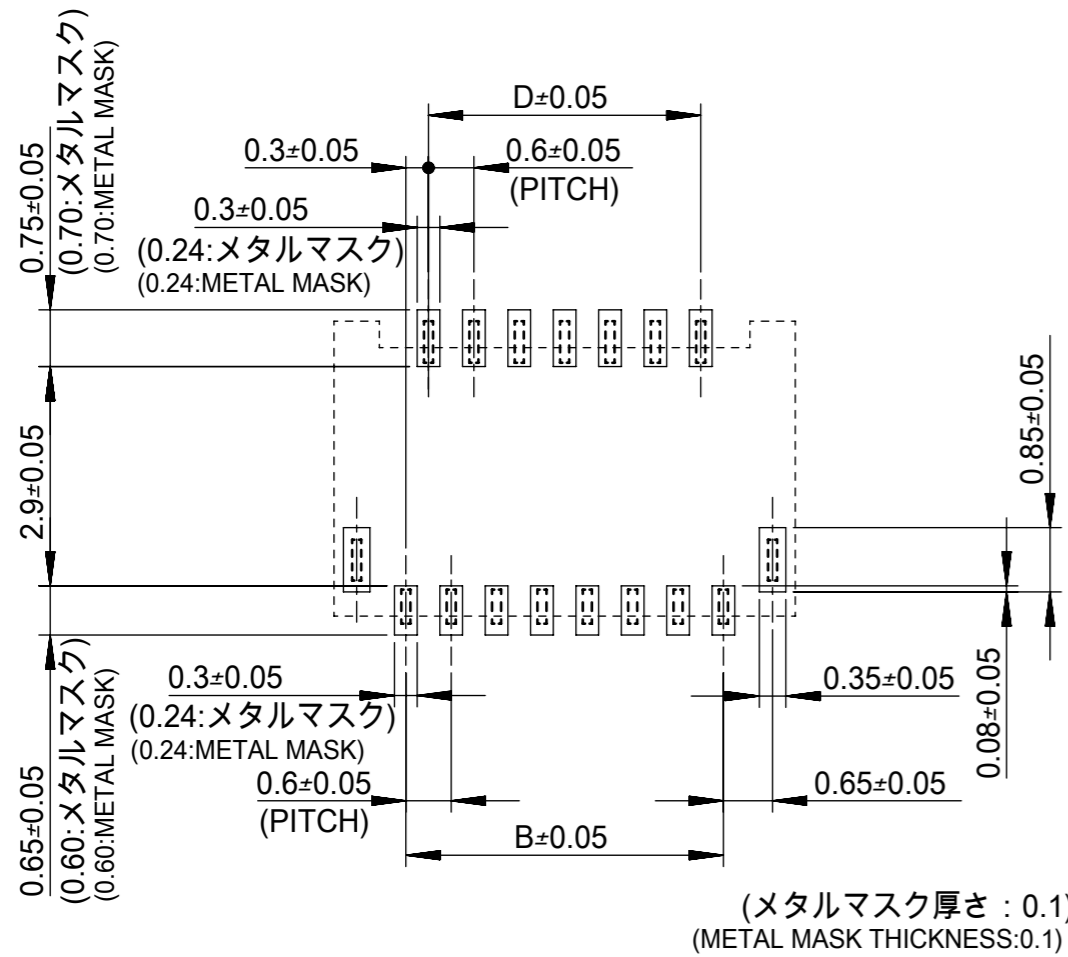 D±0.05
0.3±0.05
0.6±0.05
(PITCH)
0.3±0.05
(0.24:メタルマスク)
(0.24:METAL MASK)
0.75±0.05
(0.70:メタルマスク)
(0.70:METAL MASK)
2.9±0.05
0.85±0.05
0.65±0.05
(0.60:メタルマスク)
(0.60:METAL MASK)
0.3±0.05
(0.24:メタルマスク)
(0.24:METAL MASK)
0.6±0.05
(PITCH)
B±0.05
0.35±0.05
0.08±0.05
0.65±0.05
(メタルマスク厚さ：0.1)
(METAL MASK THICKNESS:0.1)